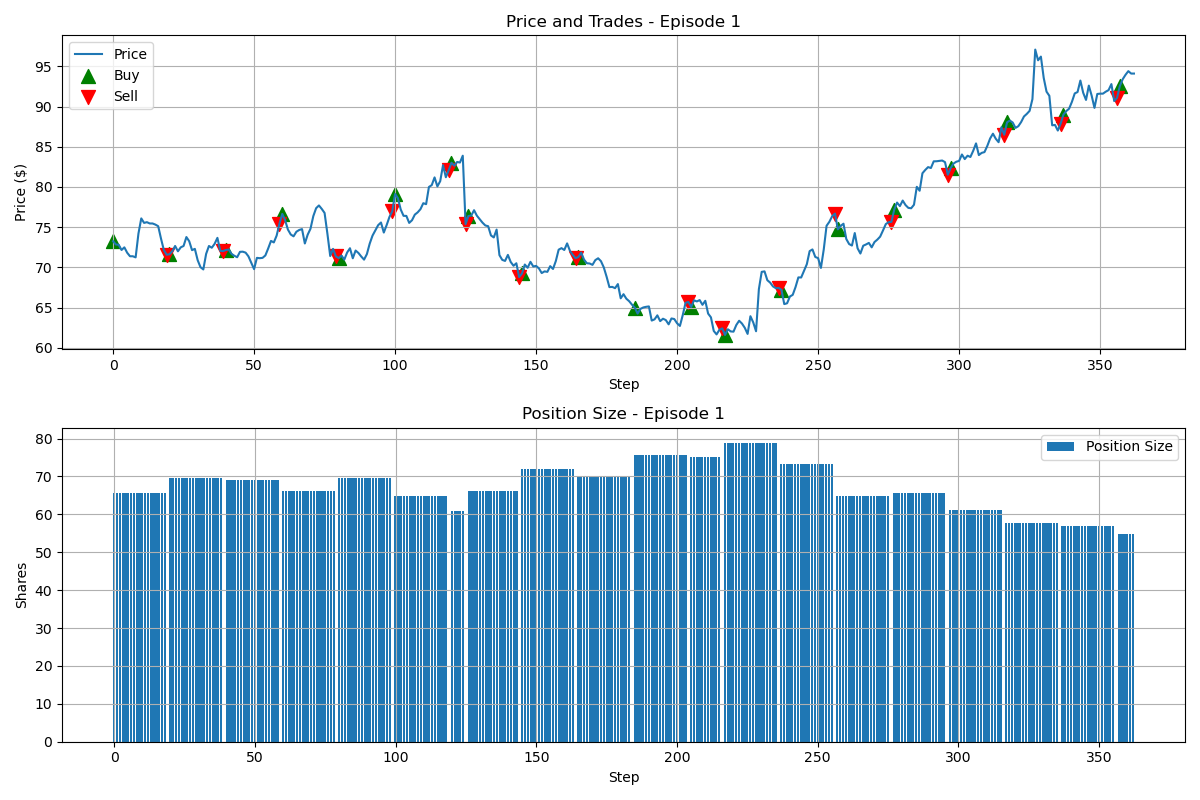 Price and Trades - Episode 1
Price
Buy
Sell
Price ($)
95
90
85
80
75
70
65
60
0 50 100 150 200 250 300 350
Step
Position Size - Episode 1
Position Size
Shares
80
70
60
50
40
30
20
10
0
0 50 100 150 200 250 300 350
Step